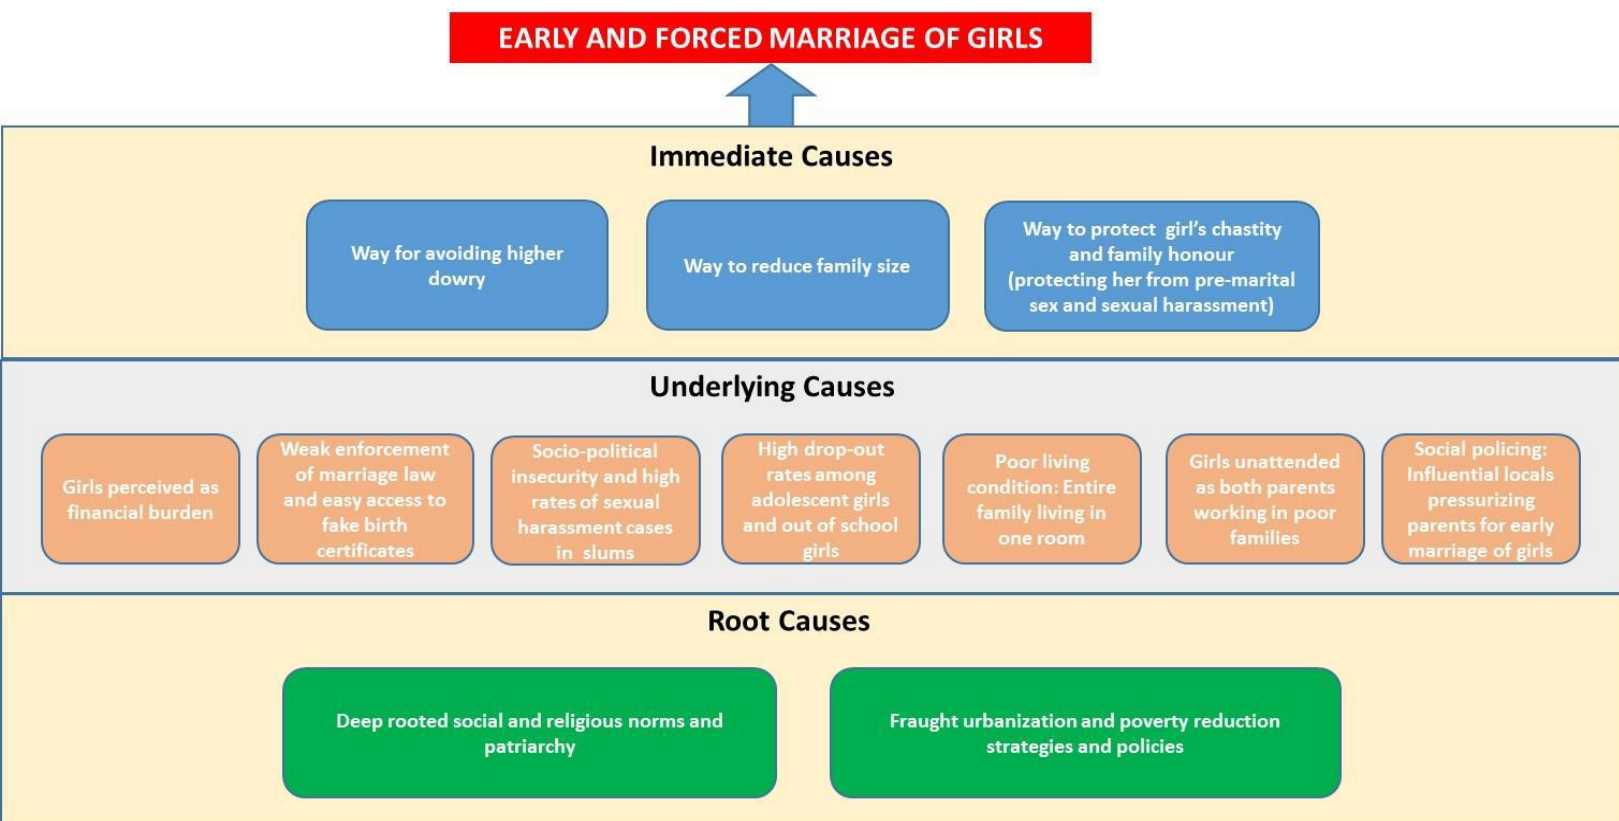 EARLY AND FORCED MARRIAGE OF GIRLS
Immediate Causes
Way for avoiding higher
dowry
Way to reduce family size
Way to protect girl's chastity
and family honour
(protecting her from pre-marital
sex and sexual harassment)
Underlying Causes
Girls perceived as
financial burden
Weak enforcement
of marriage law
and easy access to
fake birth
certificates
Socio-political
insecurity and high
rates of sexual
harassment cases
in slums
High drop-out
rates among
adolescent girls
and out of school
girls
Poor living
condition: Entire
family living in
one room
Girls unattended
as both parents
working in poor
families
Social policing:
Influential locals
pressurizing
parents for early
marriage of girls
Root Causes
Deep rooted social and religious norms and
patriarchy
Fraught urbanization and poverty reduction
strategies and policies